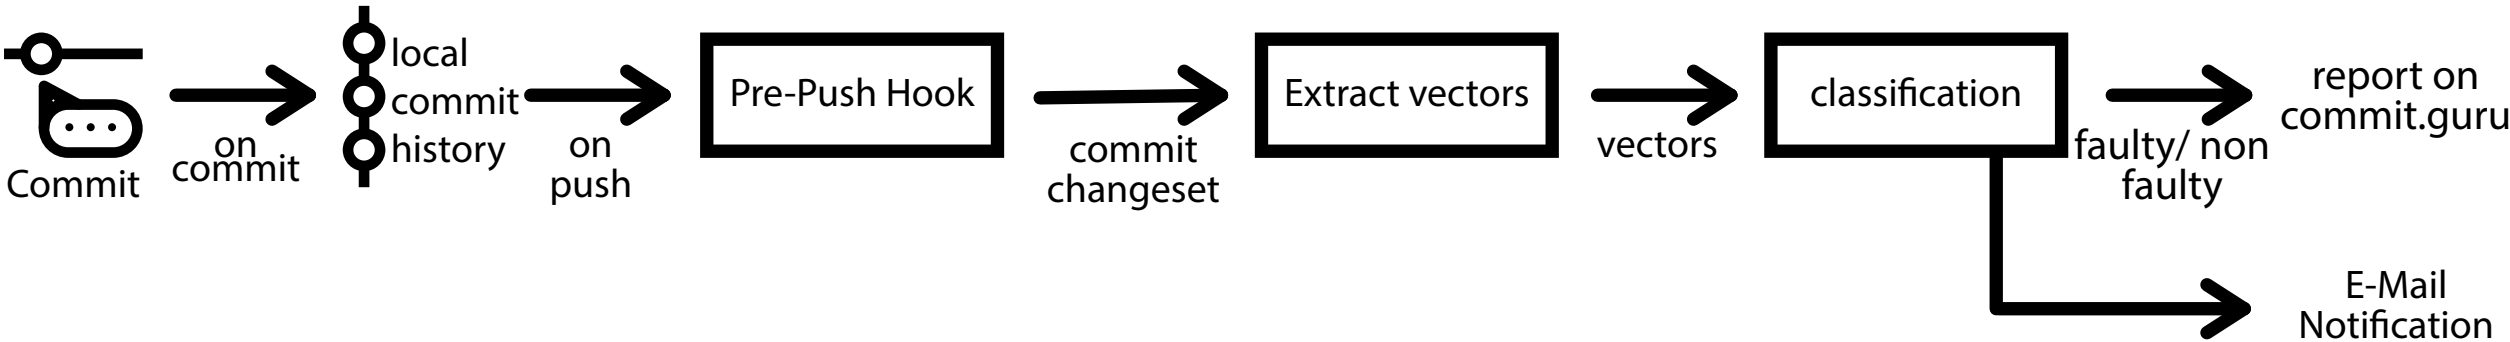 Commit
on
commit
local
commit
history
on
push
Pre-Push Hook
commit
changeset
Extract vectors
vectors
classification
faulty/ non
faulty
report on
commit.guru
E-Mail
Notification